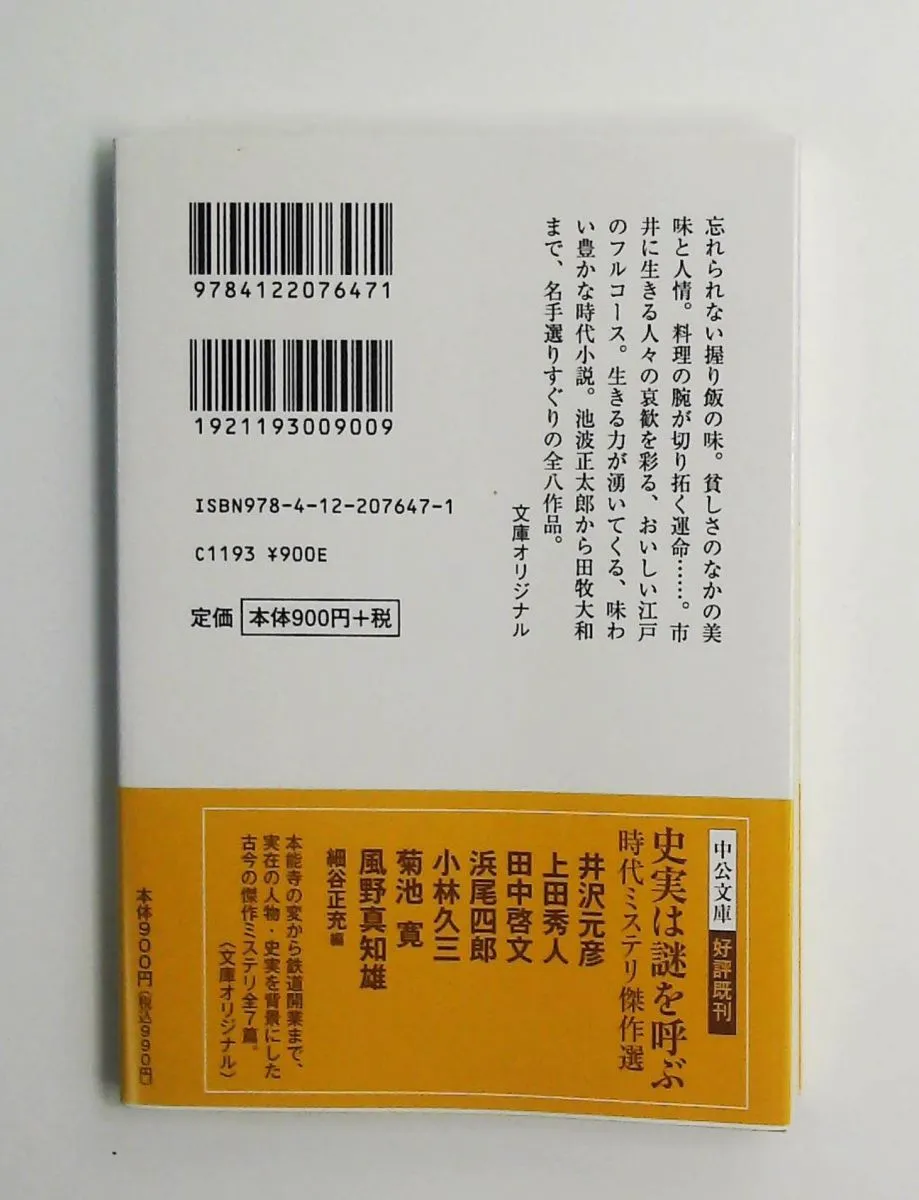 忘れられない握り飯の味。貧しさのなかの美
味と人情。料理の腕が切り拓く運命……。市
井に生きる人々の哀歓を彩る、おいしい江戸
のフルコース。生きる力が湧いてくる、味わ
い豊かな時代小説。池波正太郎から田牧大和
まで、名手選りすぐりの全八作品。
文庫オリジナル
9784122076471
1921193009009
ISBN978-4-12-207647-1
C1193 ¥900E
定価 本体900円+税
中公文庫 好評既刊
史実は謎を呼ぶ
時代ミステリ傑作選
井沢元彦
上田秀人
田中啓文
浜尾四郎
小林久三
菊池 寛
風野真知雄
細谷正充 編
本能寺の変から鉄道開業まで、
実在の人物・史実を背景にした
古今の傑作ミステリ全7篇。
〈文庫オリジナル〉
本体900円(税込990円)